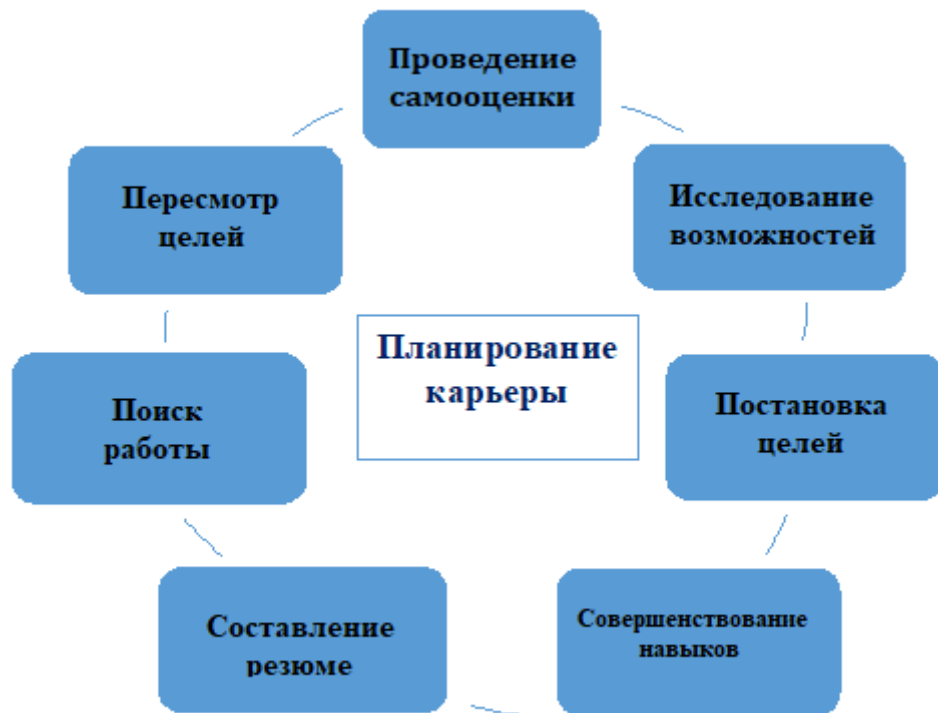 Проведение
самооценки
Исследование
возможностей
Постановка
целей
Совершенствование
навыков
Составление
резюме
Поиск
работы
Пересмотр
целей
Планирование
карьеры